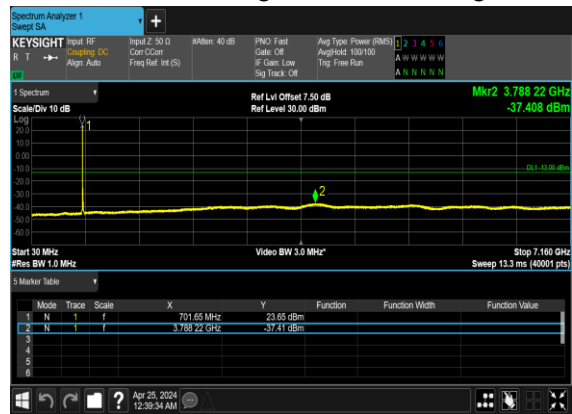 Spectrum Analyzer 1
Swept SA
KEYSIGHT Input: RF Input Z: 50 Ω #Atten: 40 dB PNO: Fast Avg Type: Power (RMS) 1 2 3 4 5 6
R T Coupling: DC Corr CCorr Gate: Off Avg|Hold: 100/100 A W W W W W
Align: Auto Freq Ref: Int (S) IF Gain: Low Trig: Free Run
LXI Sig Track: Off A N N N N N
1 Spectrum Ref Lvl Offset 7.50 dB Mkr2 3.788 22 GHz
Scale/Div 10 dB Ref Level 30.00 dBm -37.408 dBm
Log
20.0
10.0
0.00
-10.0
-20.0
-30.0
-40.0
-50.0
-60.0
1
DL1 -13.00 dBm
2
Start 30 MHz Video BW 3.0 MHz* Stop 7.160 GHz
#Res BW 1.0 MHz Sweep 13.3 ms (40001 pts)
5 Marker Table
Mode Trace Scale X Y Function Function Width Function Value
1 N 1 f 701.65 MHz 23.65 dBm
2 N 1 f 3.788 22 GHz -37.41 dBm
3
4
5
6
? Apr 25, 2024
12:39:34 AM